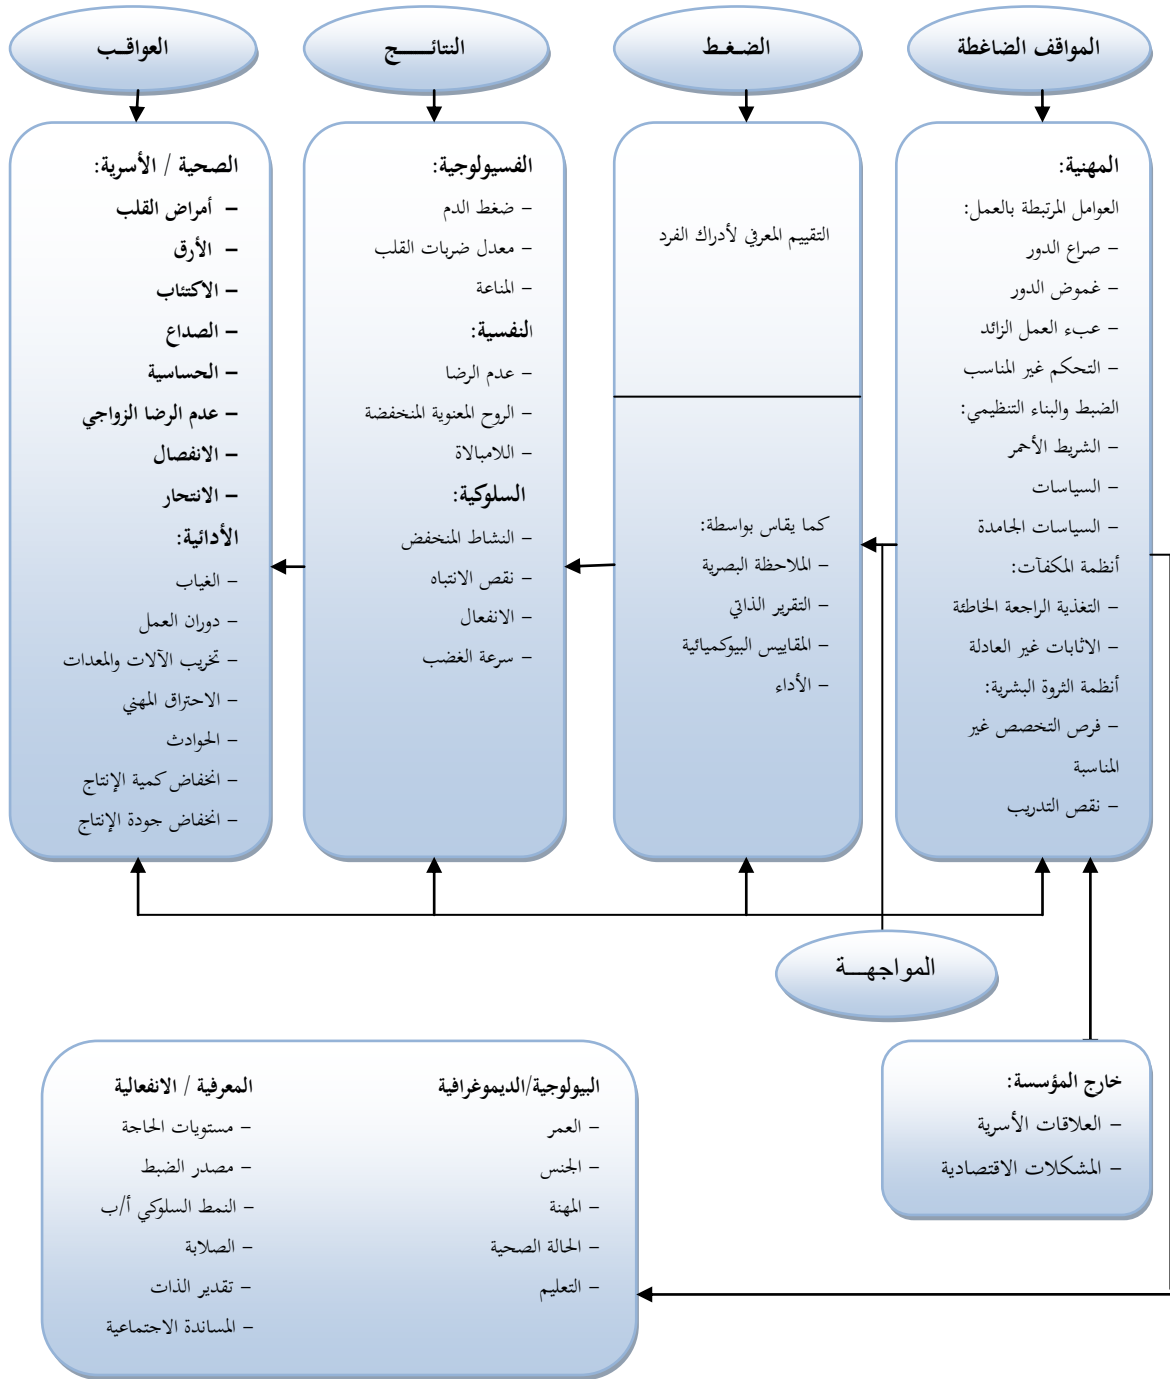 المواقف الضاغطة
الضـغـط
النتائـــــج
العواقـب
المهنية:
العوامل المرتبطة بالعمل:
– صراع الدور
– غموض الدور
– عبء العمل الزائد
– التحكم غير المناسب
الضبط والبناء التنظيمي:
– الشريط الأحمر
– السياسات
– السياسات الجامدة
أنظمة المكفآت:
– التغذية الراجعة الخاطئة
– الاثابات غير العادلة
أنظمة الثروة البشرية:
– فرص التخصص غير
المناسبة
– نقص التدريب
التقييم المعرفي لأدراك الفرد
كما يقاس بواسطة:
– الملاحظة البصرية
– التقرير الذاتي
– المقاييس البيوكميائية
– الأداء
الفسيولوجية:
– ضغط الدم
– معدل ضربات القلب
– المناعة
النفسية:
– عدم الرضا
– الروح المعنوية المنخفضة
– اللامبالاة
السلوكية:
– النشاط المنخفض
– نقص الانتباه
– الانفعال
– سرعة الغضب
الصحية / الأسرية:
– أمراض القلب
– الأرق
– الاكتئاب
– الصداع
– الحساسية
– عدم الرضا الزواجي
– الانفصال
– الانتحار
الأدائية:
– الغياب
– دوران العمل
– تخريب الآلات والمعدات
– الاحتراق المهني
– الحوادث
– انخفاض كمية الإنتاج
– انخفاض جودة الإنتاج
المواجهـــة
خارج المؤسسة:
– العلاقات الأسرية
– المشكلات الاقتصادية
البيولوجية/الديموغرافية
– العمر
– الجنس
– المهنة
– الحالة الصحية
– التعليم
المعرفية / الانفعالية
– مستويات الحاجة
– مصدر الضبط
– النمط السلوكي أ/ب
– الصلابة
– تقدير الذات
– المساندة الاجتماعية